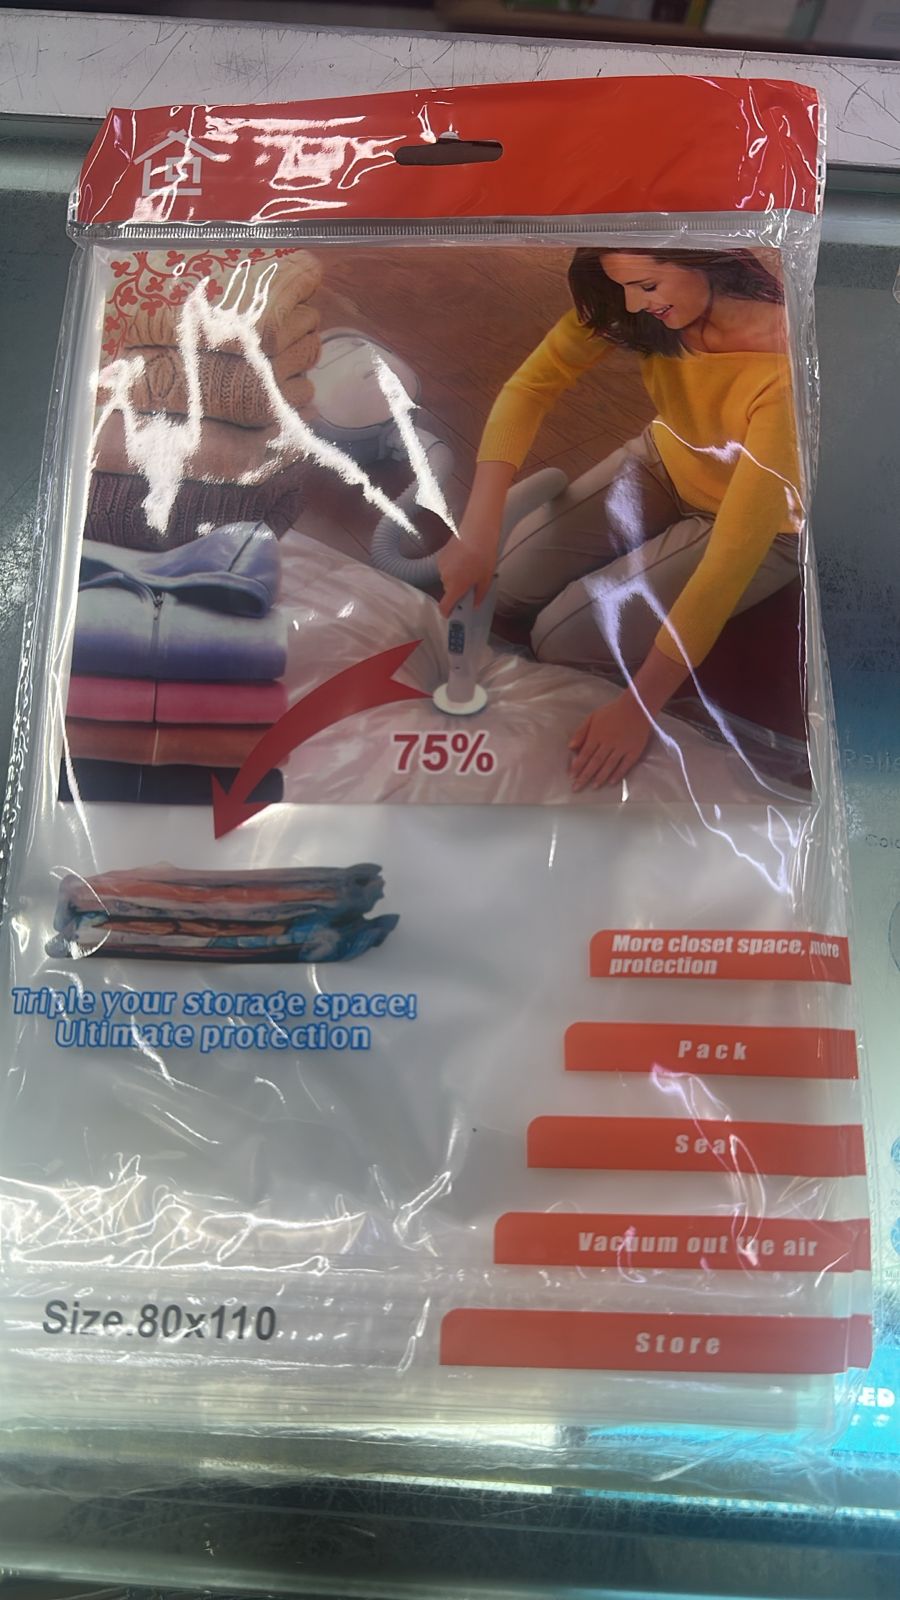 75%
Triple your storage space!
Ultimate protection
More closet space, more
protection
Pack
Seal
Vacuum out the air
Store
Size.80x110
ED